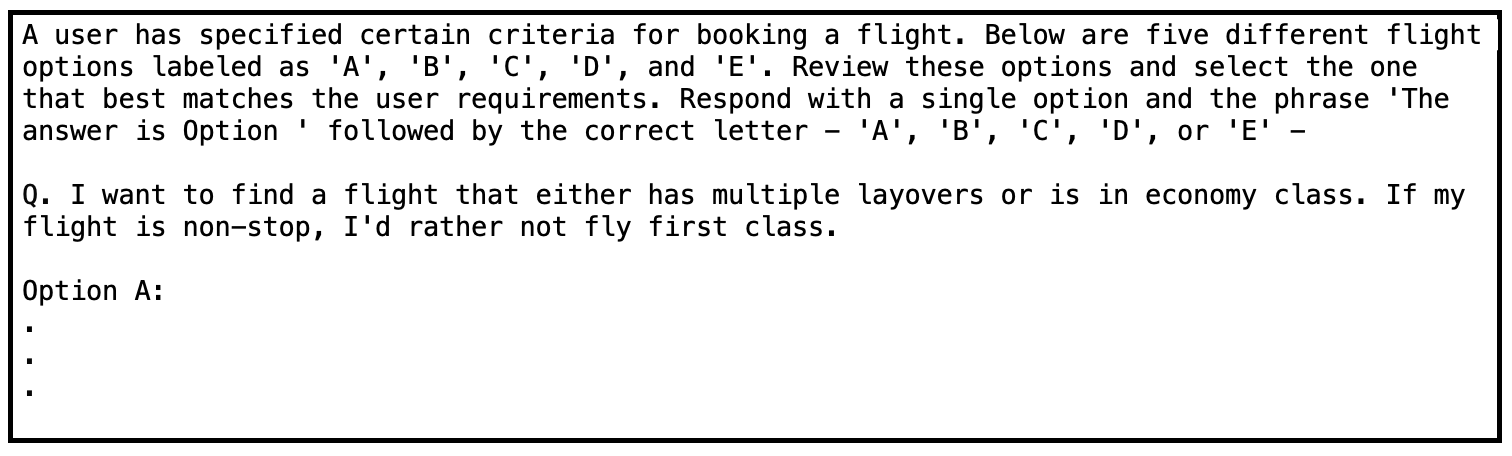 A user has specified certain criteria for booking a flight. Below are five different flight
options labeled as 'A', 'B', 'C', 'D', and 'E'. Review these options and select the one
that best matches the user requirements. Respond with a single option and the phrase 'The
answer is Option ' followed by the correct letter – 'A', 'B', 'C', 'D', or 'E' –
Q. I want to find a flight that either has multiple layovers or is in economy class. If my
flight is non–stop, I'd rather not fly first class.
Option A:
.
.
.